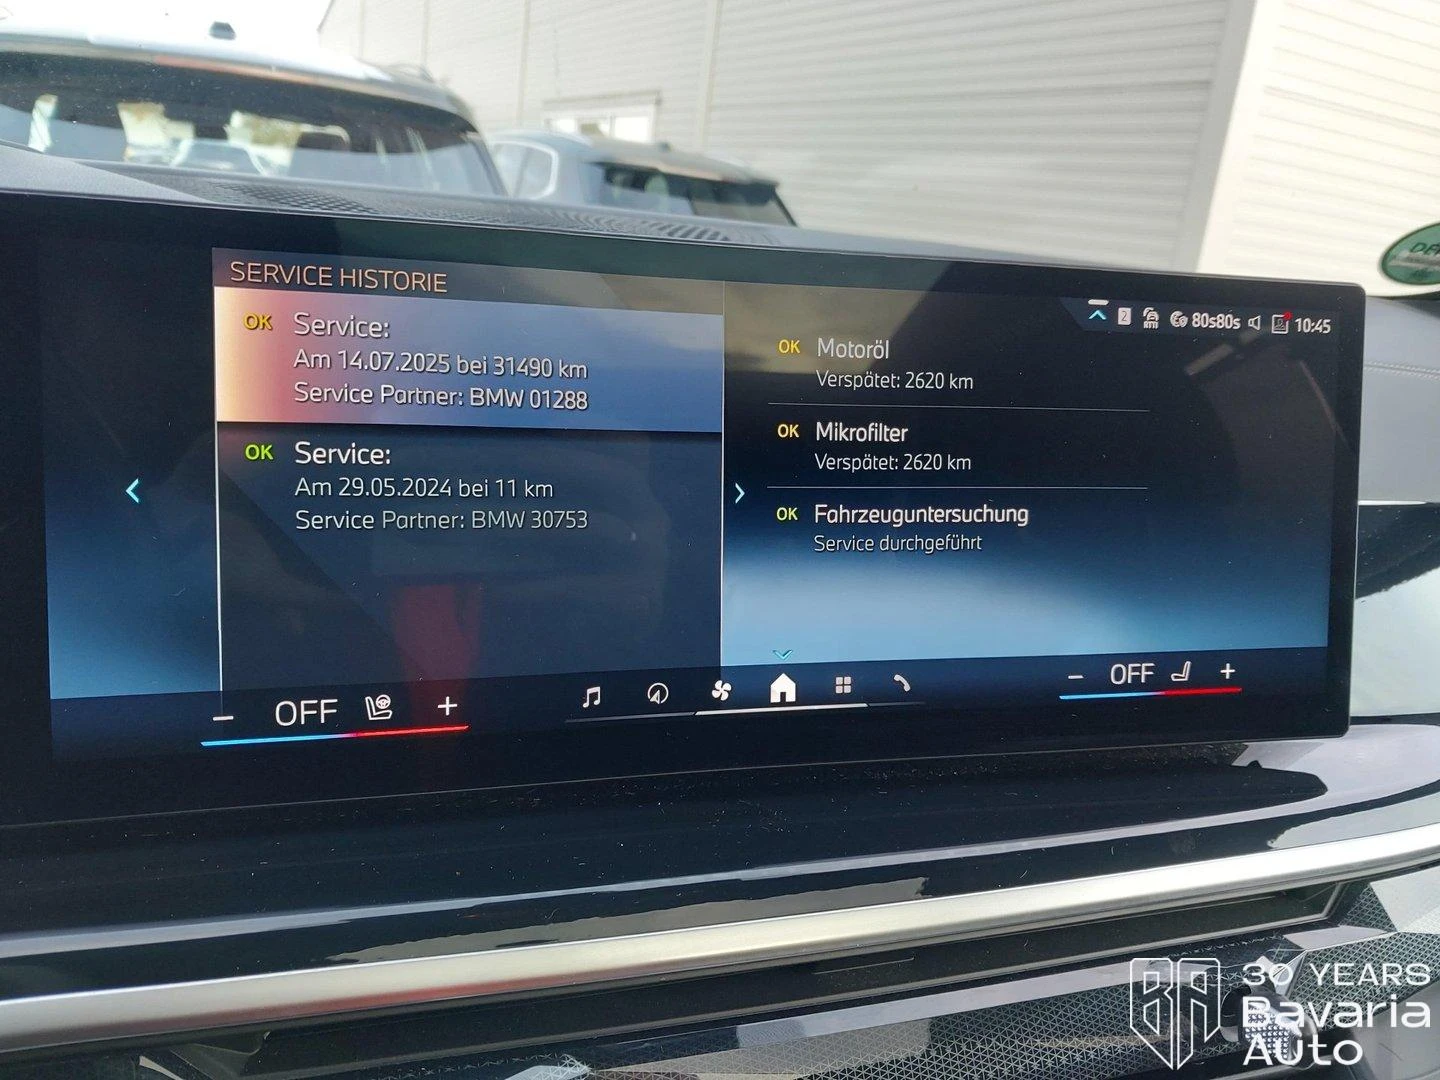 SERVICE HISTORIE
OK Service:
Am 14.07.2025 bei 31490 km
Service Partner: BMW 01288
OK Service:
Am 29.05.2024 bei 11 km
Service Partner: BMW 30753
2 80s80s 10:45
OK Motoröl
Verspätet: 2620 km
OK Mikrofilter
Verspätet: 2620 km
OK Fahrzeuguntersuchung
Service durchgeführt
− OFF +
− OFF +
BA
30 YEARS
Bavaria
Auto